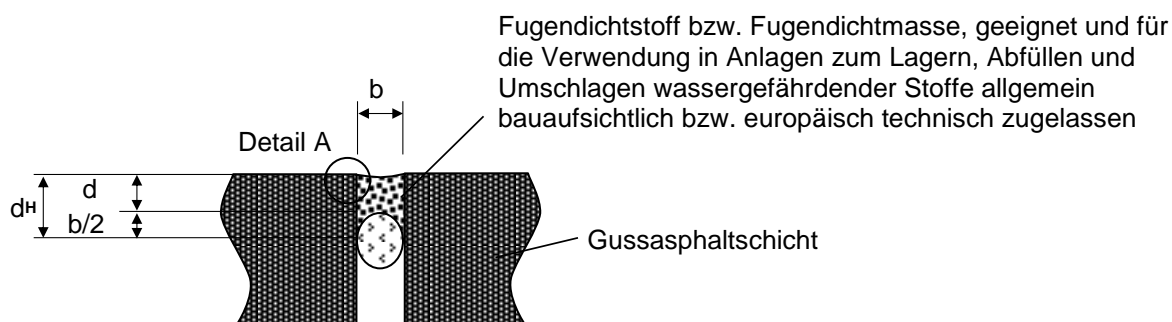 Fugendichtstoff bzw. Fugendichtmasse, geeignet und für
die Verwendung in Anlagen zum Lagern, Abfüllen und
Umschlagen wassergefährdender Stoffe allgemein
bauaufsichtlich bzw. europäisch technisch zugelassen
b
Detail A
d
dH
b/2
Gussasphaltschicht